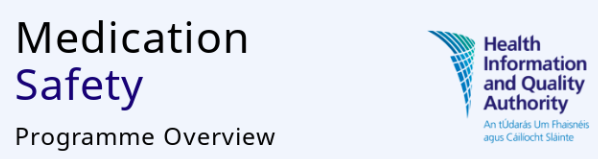 Medication
Safety
Programme Overview
Health
Information
and Quality
Authority
An tÚdarás Um Fhaisnéis
agus Cáilíocht Sláinte